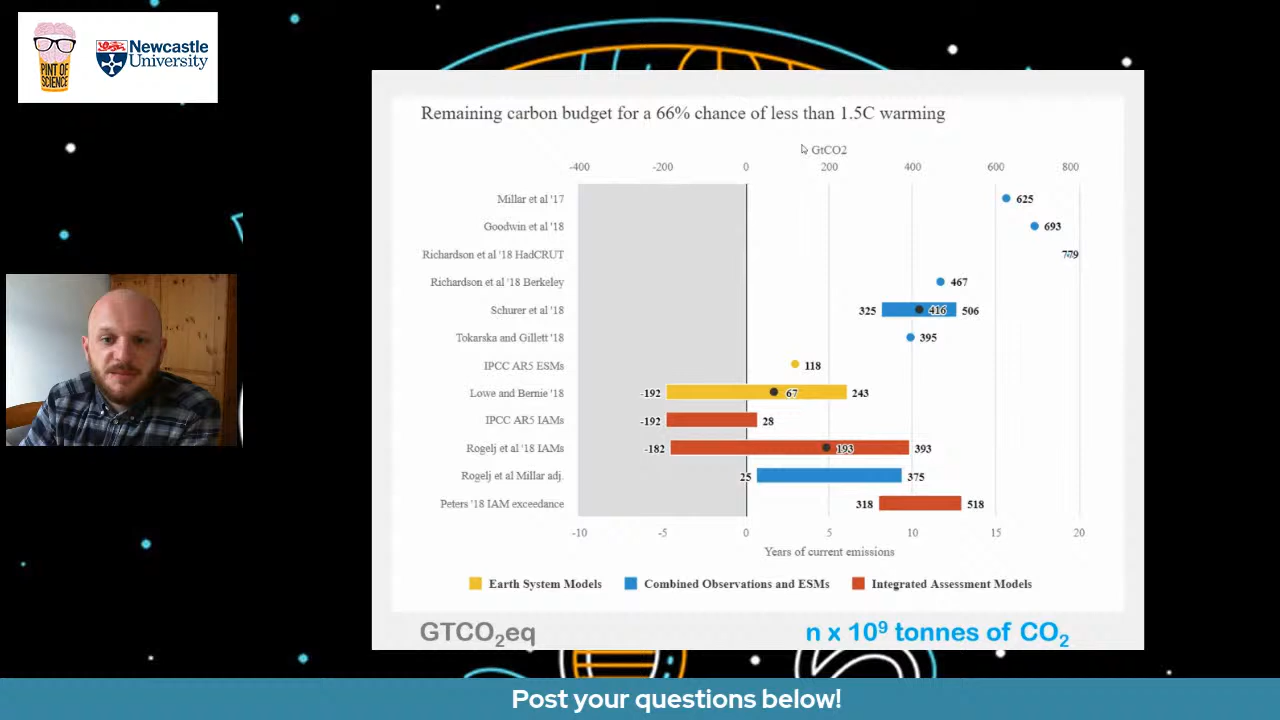 PINT OF
SCIENCE
Newcastle
University
Remaining carbon budget for a 66% chance of less than 1.5C warming
GtCO2
-400 -200 0 200 400 600 800
Millar et al '17 625
Goodwin et al '18 693
Richardson et al '18 HadCRUT 779
Richardson et al '18 Berkeley 467
Schurer et al '18 325 416 506
Tokarska and Gillett '18 395
IPCC AR5 ESMs 118
Lowe and Bernie '18 -192 67 243
IPCC AR5 IAMs -192 28
Rogelj et al '18 IAMs -182 193 393
Rogelj et al Millar adj. 25 375
Peters '18 IAM exceedance 318 518
-10 -5 0 5 10 15 20
Years of current emissions
Earth System Models Combined Observations and ESMs Integrated Assessment Models
GTCO₂eq n x 10⁹ tonnes of CO₂
Post your questions below!